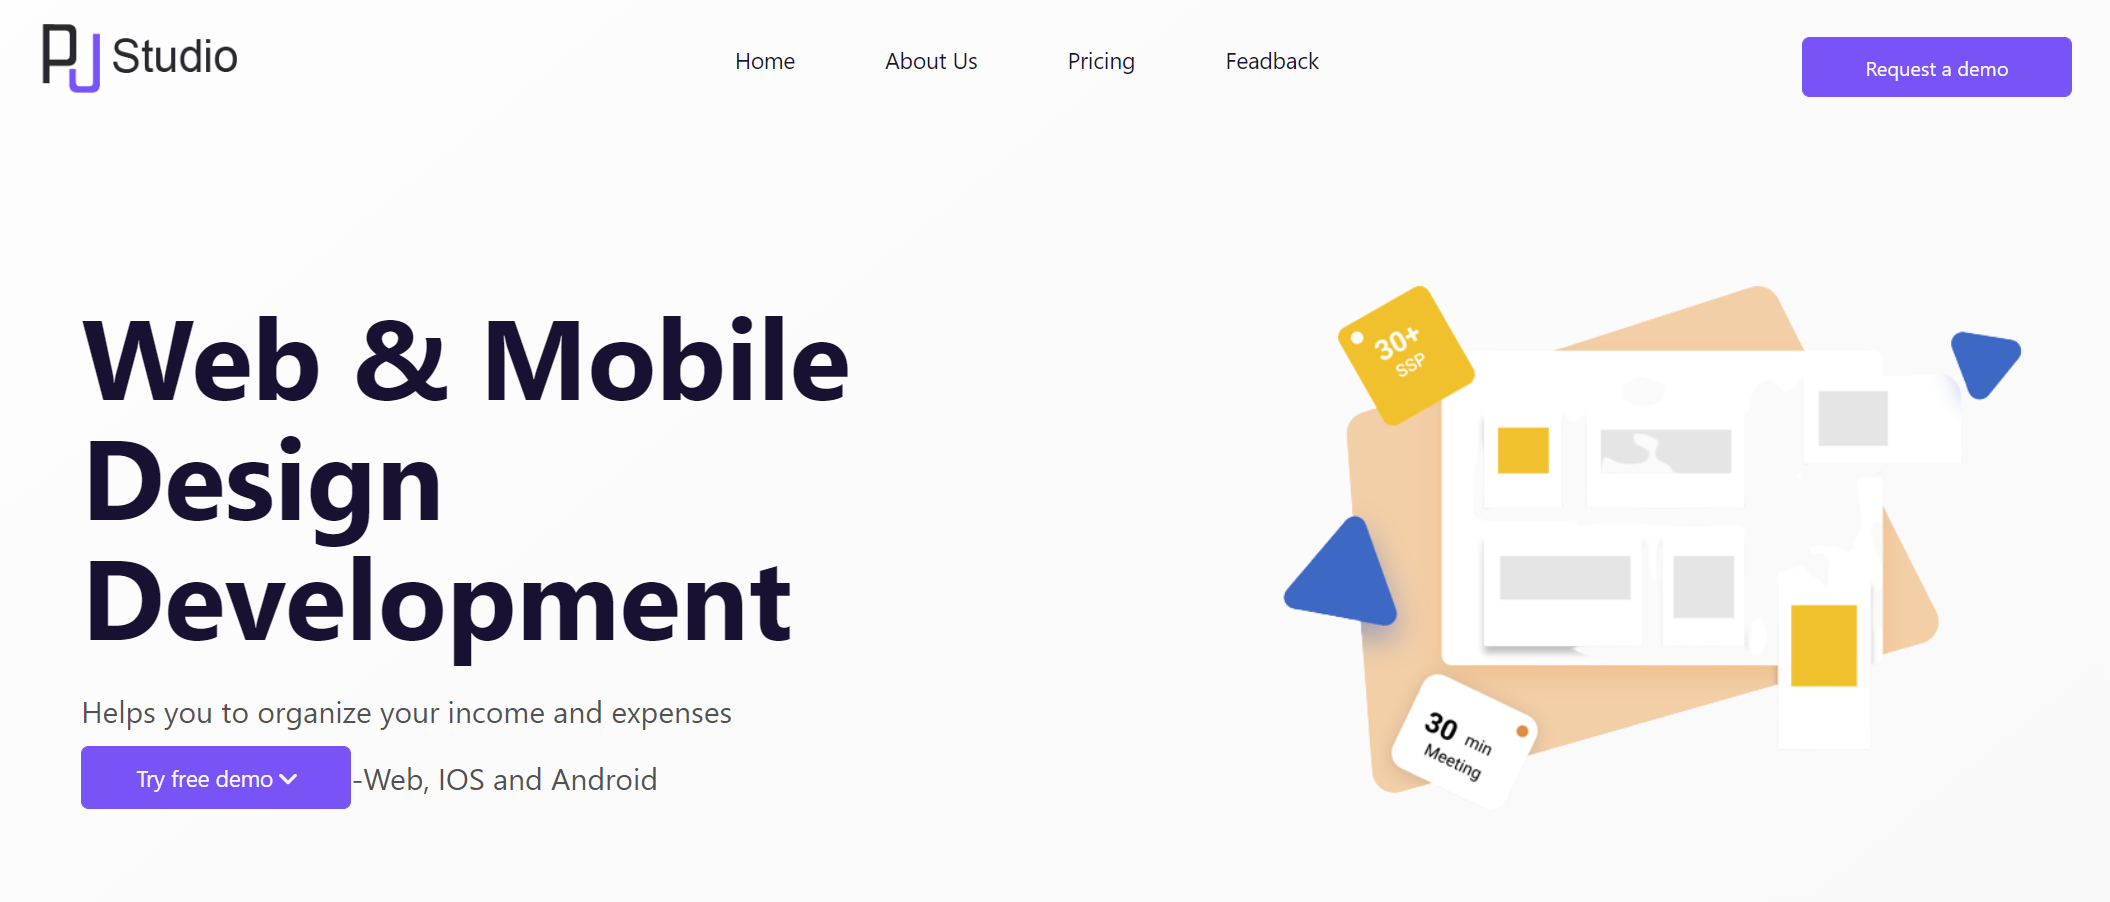 PJ Studio
Home
About Us
Pricing
Feadback
Request a demo
Web & Mobile
Design
Development
Helps you to organize your income and expenses
Try free demo
-Web, IOS and Android
30+
SSP
30 min
Meeting